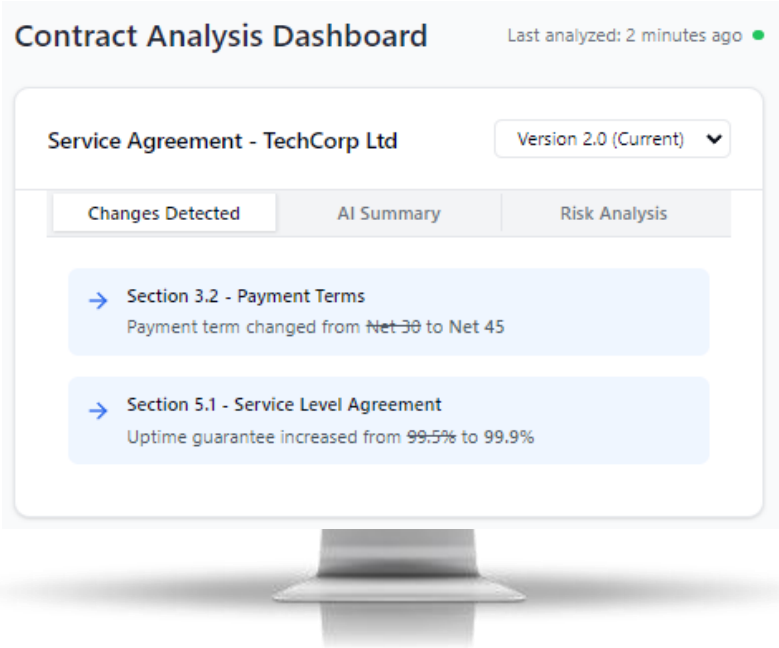 Contract Analysis Dashboard
Last analyzed: 2 minutes ago
Service Agreement - TechCorp Ltd
Version 2.0 (Current)
Changes Detected
AI Summary
Risk Analysis
Section 3.2 - Payment Terms
Payment term changed from Net 30 to Net 45
Section 5.1 - Service Level Agreement
Uptime guarantee increased from 99.5% to 99.9%